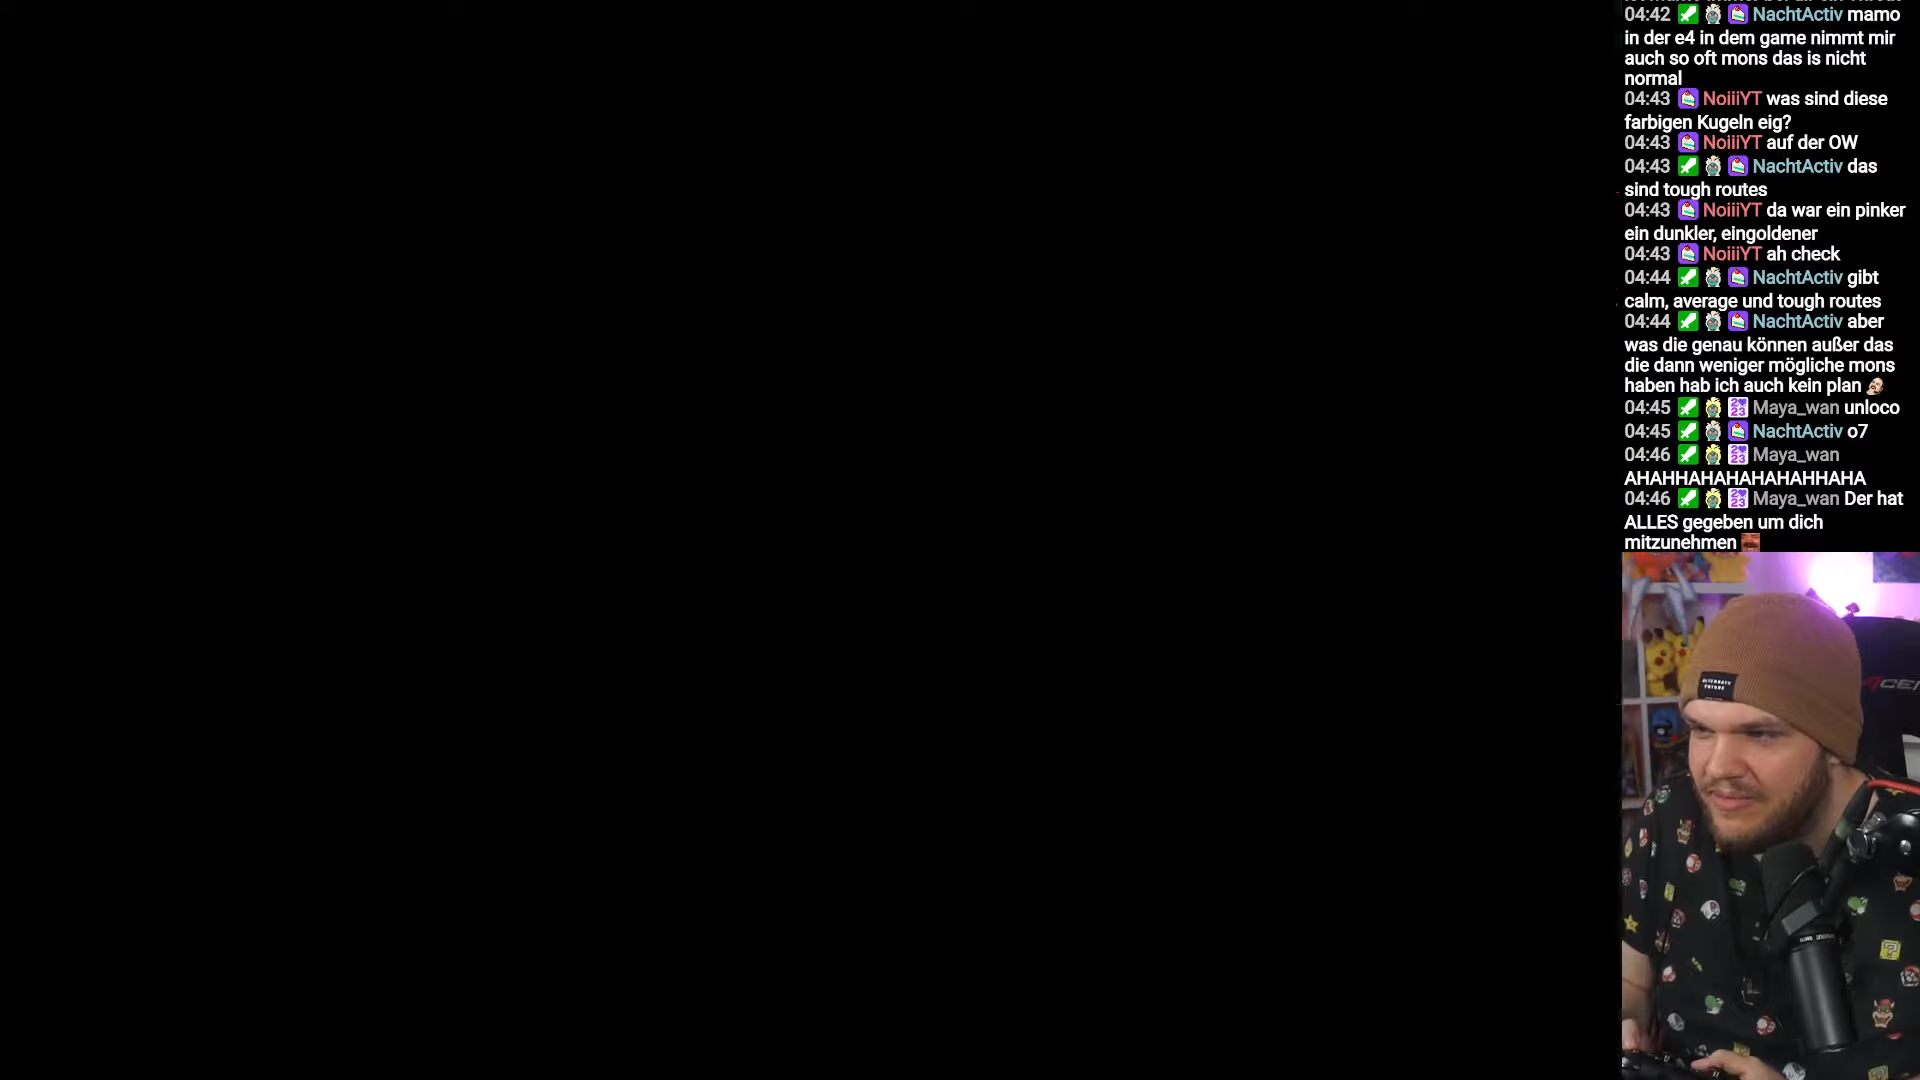 04:42 NachtActiv mamo
in der e4 in dem game nimmt mir
auch so oft mons das is nicht
normal
04:43 NoiiiYT was sind diese
farbigen Kugeln eig?
04:43 NoiiiYT auf der OW
04:43 NachtActiv das
sind tough routes
04:43 NoiiiYT da war ein pinker
ein dunkler, eingoldener
04:43 NoiiiYT ah check
04:44 NachtActiv gibt
calm, average und tough routes
04:44 NachtActiv aber
was die genau können außer das
die dann weniger mögliche mons
haben hab ich auch kein plan
04:45 Maya_wan unloco
04:45 NachtActiv o7
04:46 Maya_wan
AHAHHAHAHAHAHAHHAHA
04:46 Maya_wan Der hat
ALLES gegeben um dich
mitzunehmen